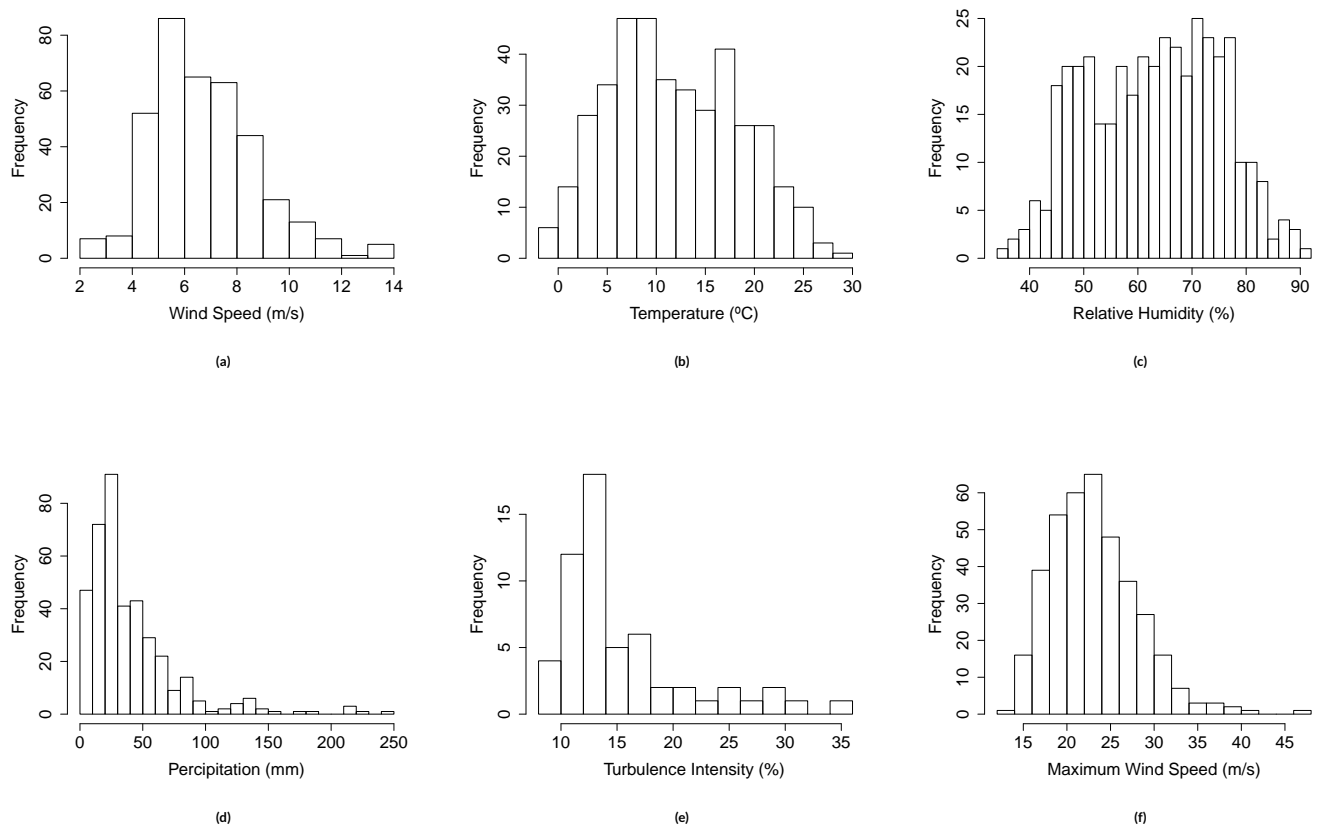 Frequency
0 20 40 60 80
2 4 6 8 10 12 14
Wind Speed (m/s)
(a)
Frequency
0 10 20 30 40
0 5 10 15 20 25 30
Temperature (ºC)
(b)
Frequency
0 5 10 15 20 25
40 50 60 70 80 90
Relative Humidity (%)
(c)
Frequency
0 20 40 60 80
0 50 100 150 200 250
Percipitation (mm)
(d)
Frequency
0 5 10 15
10 15 20 25 30 35
Turbulence Intensity (%)
(e)
Frequency
0 10 20 30 40 50 60
15 20 25 30 35 40 45
Maximum Wind Speed (m/s)
(f)